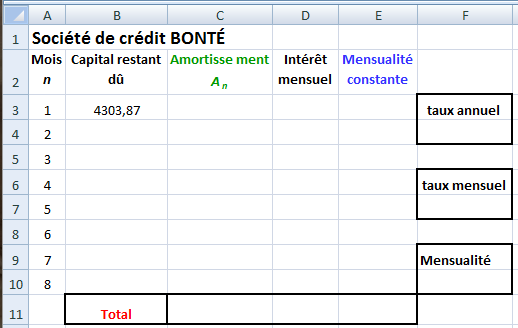 A B C D E F
1 Société de crédit BONTÉ
Mois Capital restant Amortisse ment Intérêt Mensualité
2 n dû A n mensuel constante
3 1 4303,87 taux annuel
4 2
5 3
6 4 taux mensuel
7 5
8 6
9 7 Mensualité
10 8
11 Total